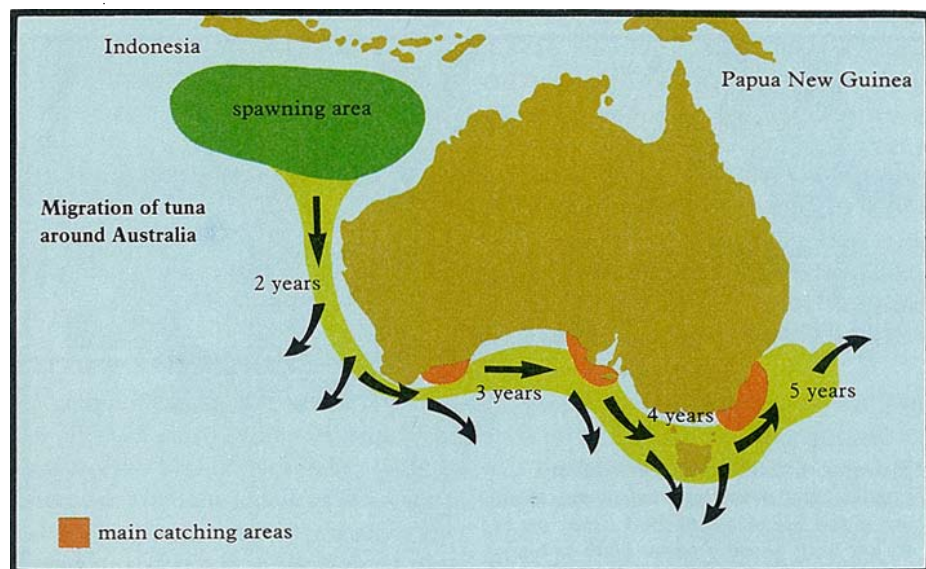 Indonesia
Papua New Guinea
spawning area
Migration of tuna
around Australia
2 years
3 years
4 years
5 years
main catching areas